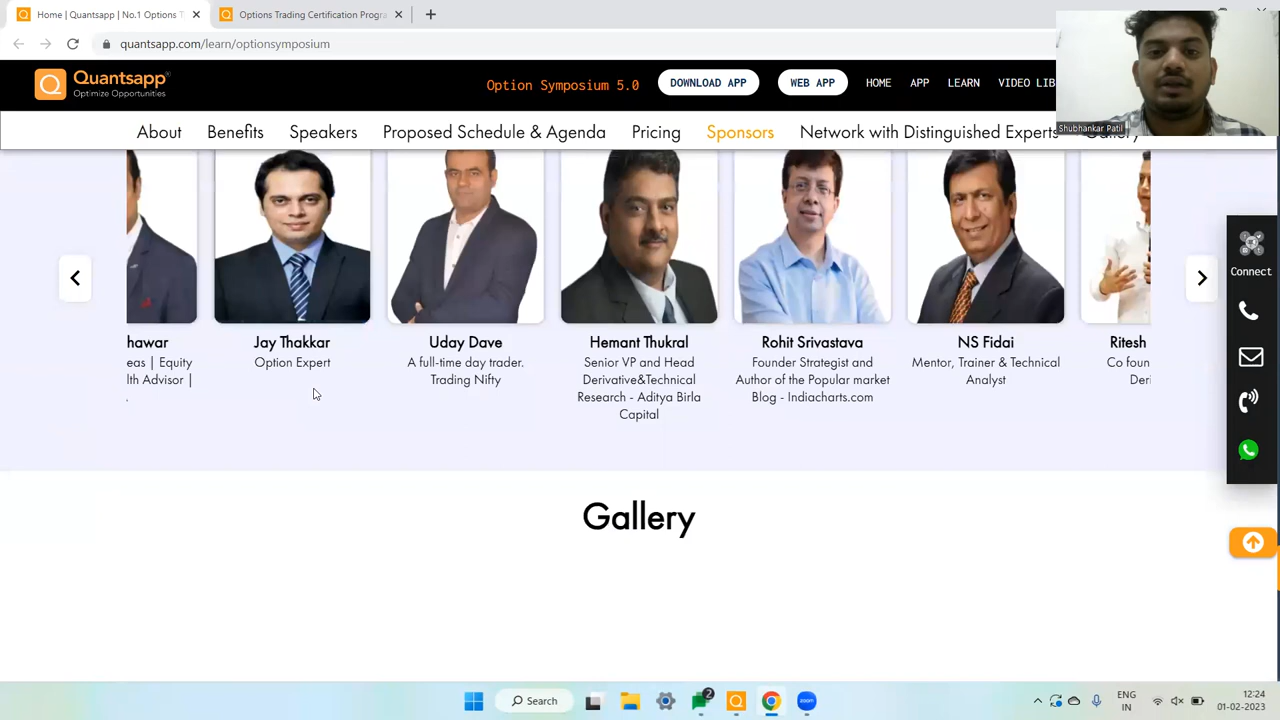 Home | Quantsapp | No.1 Options T
Options Trading Certification Progra
quantsapp.com/learn/optionsymposium
Quantsapp
Optimize Opportunities
Option Symposium 5.0
DOWNLOAD APP
WEB APP
HOME
APP
LEARN
VIDEO LIB
Shubhankar Patil
About
Benefits
Speakers
Proposed Schedule & Agenda
Pricing
Sponsors
Network with Distinguished Experts
Gallery
hawar
eas | Equity
lth Advisor |
.
Jay Thakkar
Option Expert
Uday Dave
A full-time day trader.
Trading Nifty
Hemant Thukral
Senior VP and Head
Derivative&Technical
Research - Aditya Birla
Capital
Rohit Srivastava
Founder Strategist and
Author of the Popular market
Blog - Indiacharts.com
NS Fidai
Mentor, Trainer & Technical
Analyst
Ritesh
Co foun
Deri
Connect
Gallery
Search
2
zoom
ENG
IN
12:24
01-02-2023